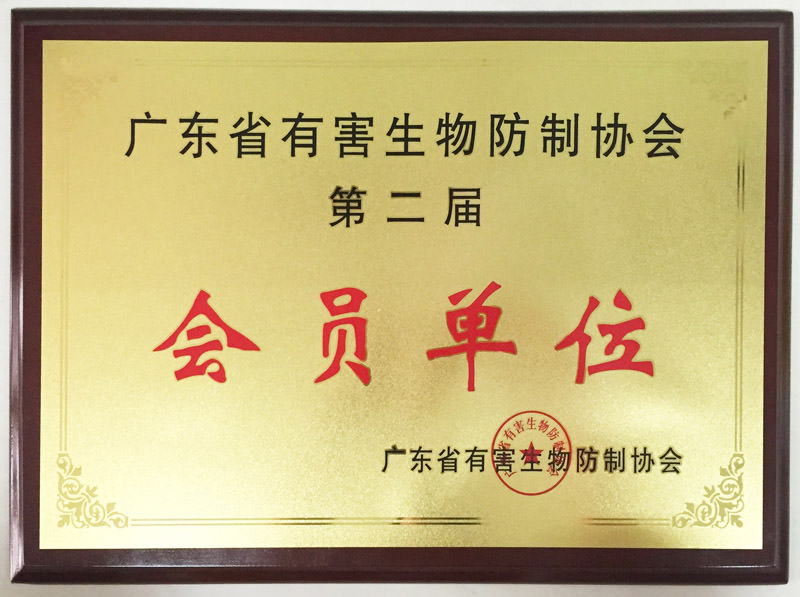 广东省有害生物防制协会
第二届
会员单位
广东省有害生物防制协会